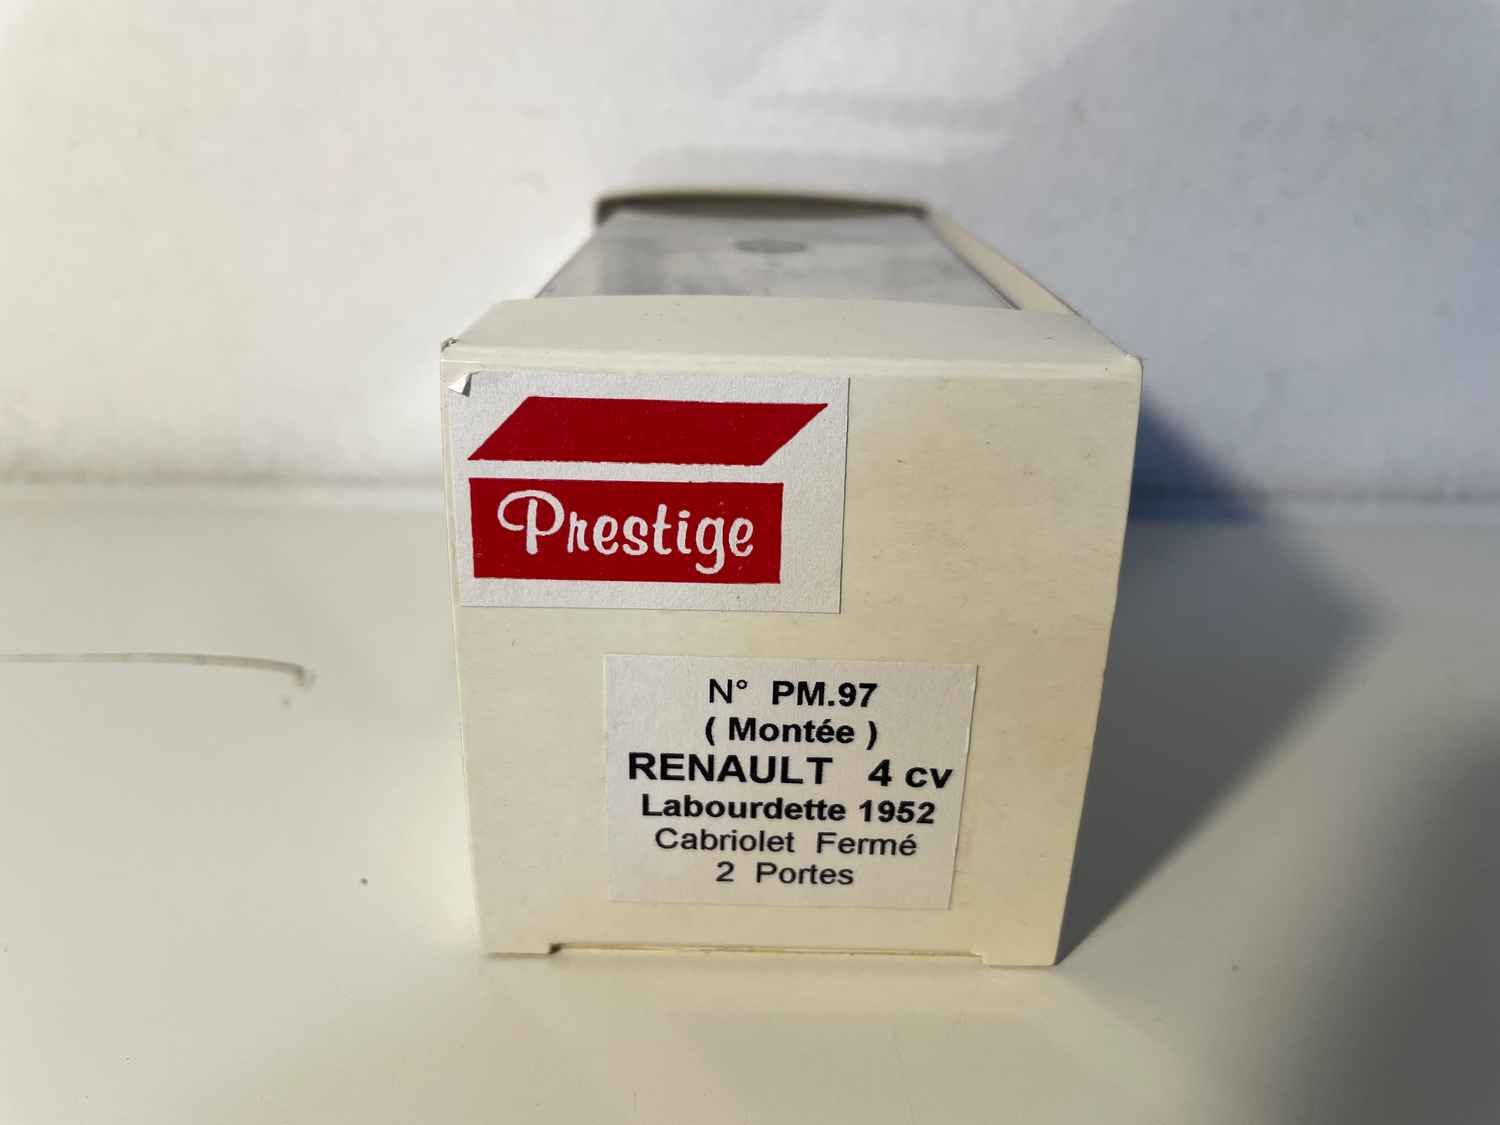 Prestige
N° PM.97
( Montée )
RENAULT 4 cv
Labourdette 1952
Cabriolet Fermé
2 Portes